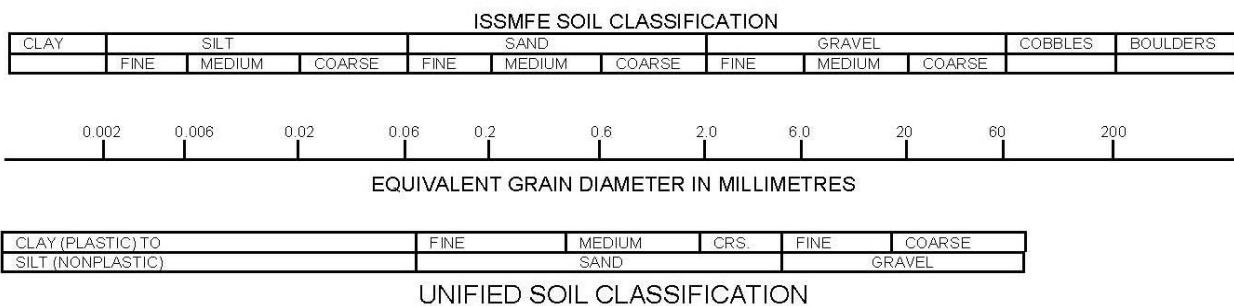 ISSMFE SOIL CLASSIFICATION
CLAY SILT SAND GRAVEL COBBLES BOULDERS
FINE MEDIUM COARSE FINE MEDIUM COARSE FINE MEDIUM COARSE
0.002 0.006 0.02 0.06 0.2 0.6 2.0 6.0 20 60 200
EQUIVALENT GRAIN DIAMETER IN MILLIMETRES
CLAY (PLASTIC) TO FINE MEDIUM CRS. FINE COARSE
SILT (NONPLASTIC) SAND GRAVEL
UNIFIED SOIL CLASSIFICATION